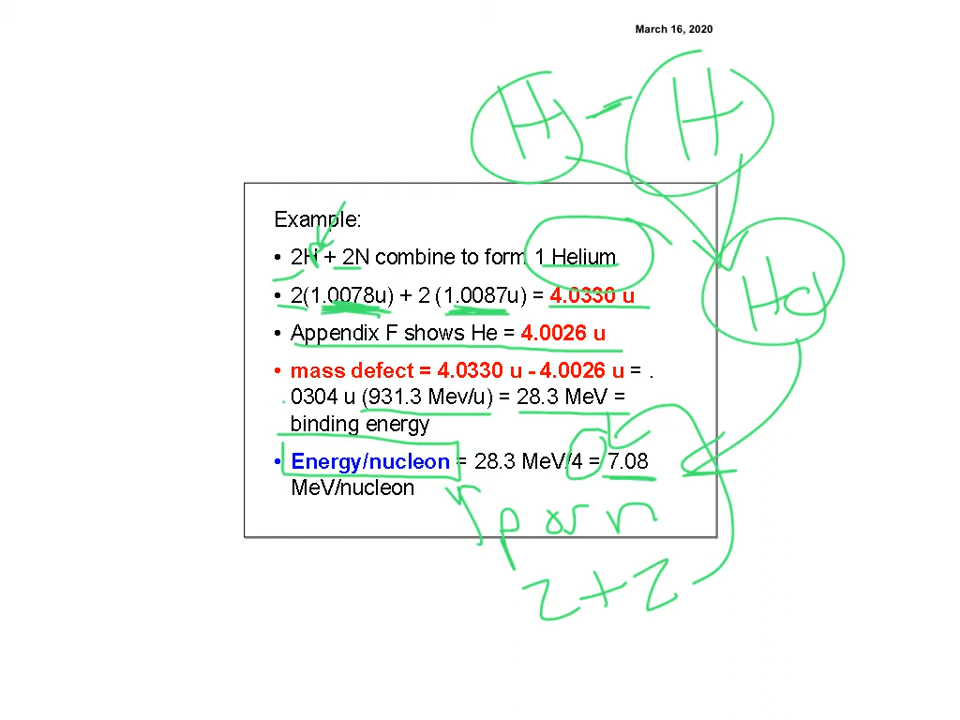 March 16, 2020
H - H
Example:
• 2H + 2N combine to form 1 Helium
• 2(1.0078u) + 2 (1.0087u) = 4.0330 u
• Appendix F shows He = 4.0026 u
• mass defect = 4.0330 u - 4.0026 u = .
0304 u (931.3 Mev/u) = 28.3 MeV =
binding energy
• Energy/nucleon = 28.3 MeV/4 = 7.08
MeV/nucleon
p or n
2+2